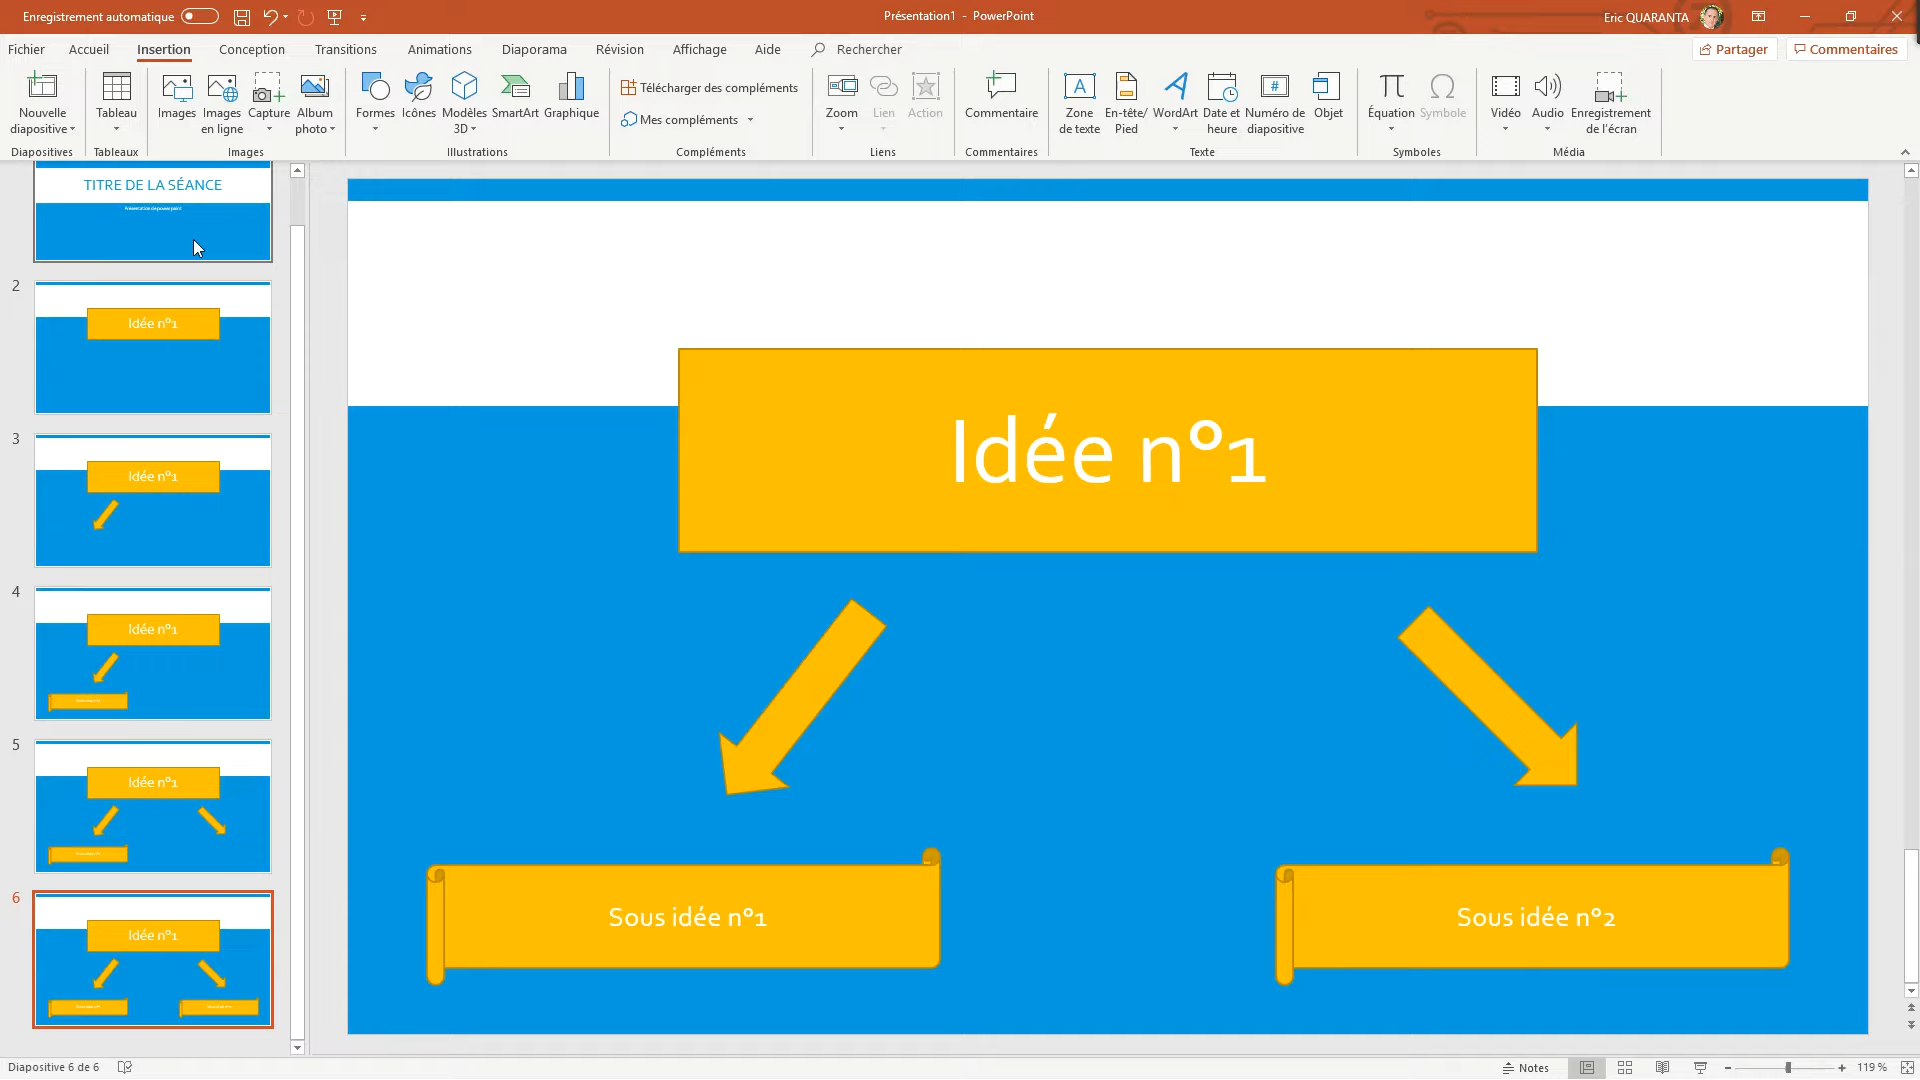 Enregistrement automatique
Présentation1 - PowerPoint
Eric QUARANTA
Fichier Accueil Insertion Conception Transitions Animations Diaporama Révision Affichage Aide Rechercher
Partager Commentaires
Nouvelle diapositive
Diapositives
Tableau
Tableaux
Images
Images en ligne
Capture
Album photo
Images
Formes
Icônes
Modèles 3D
SmartArt
Graphique
Illustrations
Télécharger des compléments
Mes compléments
Compléments
Zoom
Lien
Action
Liens
Commentaire
Commentaires
Zone de texte
En-tête/ Pied
WordArt
Date et heure
Numéro de diapositive
Objet
Texte
Équation
Symbole
Symboles
Vidéo
Audio
Enregistrement de l'écran
Média
TITRE DE LA SÉANCE
Présentation de power point
2
Idée n°1
3
Idée n°1
4
Idée n°1
5
Idée n°1
6
Idée n°1
Idée n°1
Sous idée n°1
Sous idée n°2
Diapositive 6 de 6
Notes
119 %